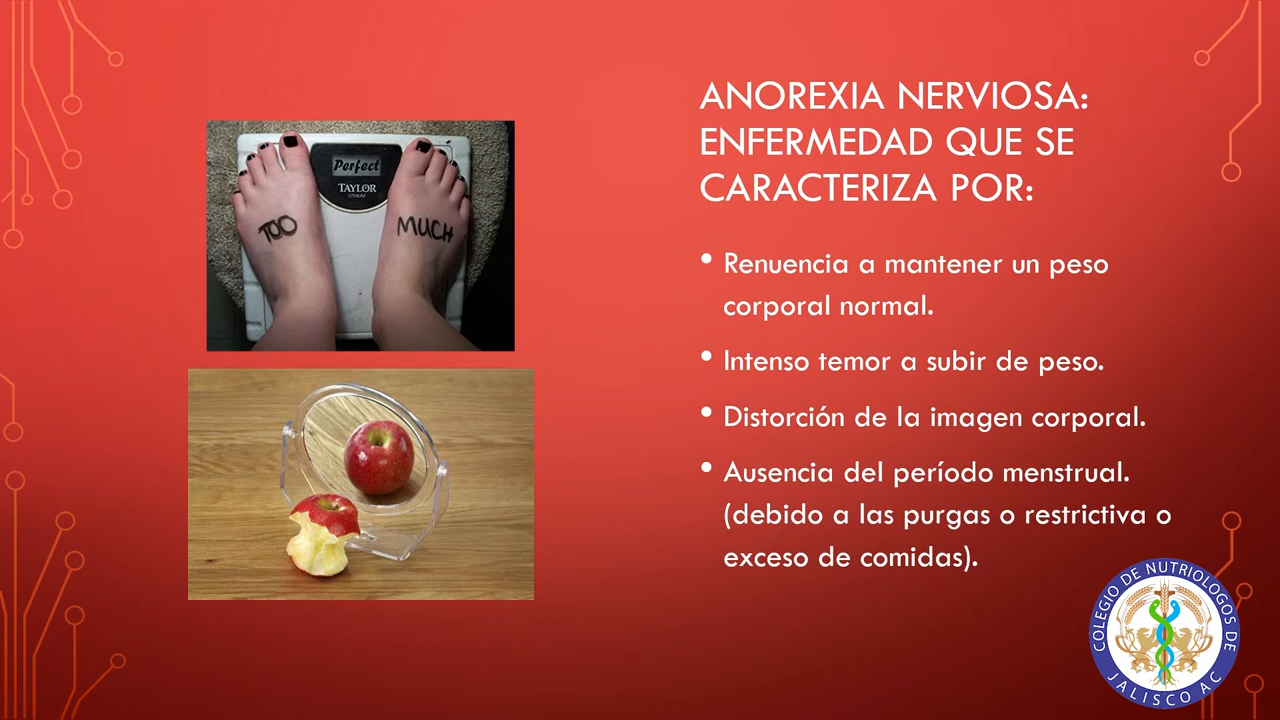 ANOREXIA NERVIOSA:
ENFERMEDAD QUE SE
CARACTERIZA POR:
• Renuencia a mantener un peso
corporal normal.
• Intenso temor a subir de peso.
• Distorción de la imagen corporal.
• Ausencia del período menstrual.
(debido a las purgas o restrictiva o
exceso de comidas).
Perfect
TAYLOR
LITHIUM
TOO MUCH
COLEGIO DE NUTRIOLOGOS DE
JALISCO AC